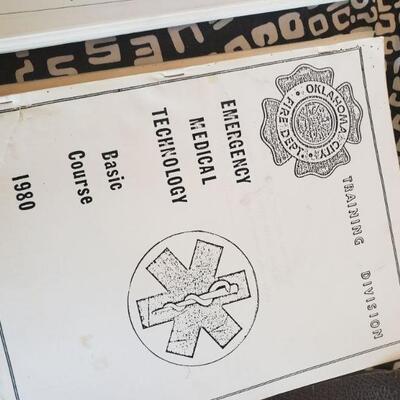 OKLAHOMA CITY
FIRE DEPT.
TRAINING DIVISION
EMERGENCY
MEDICAL
TECHNOLOGY
Basic
Course
1980